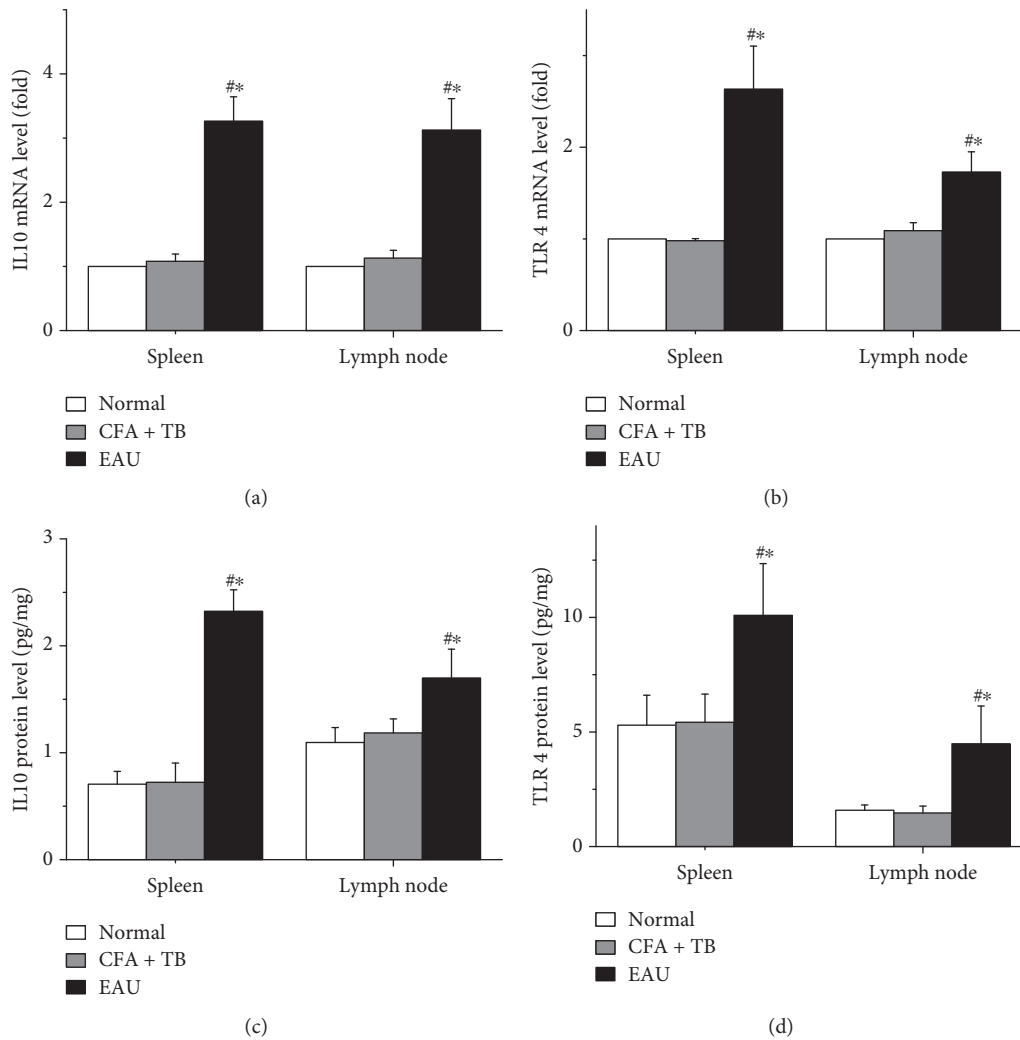 IL10 mRNA level (fold)
4
2
0
#*
#*
Spleen
Lymph node
Normal
CFA + TB
EAU
(a)
TLR 4 mRNA level (fold)
2
0
#*
#*
Spleen
Lymph node
Normal
CFA + TB
EAU
(b)
IL10 protein level (pg/mg)
3
2
1
0
#*
#*
Spleen
Lymph node
Normal
CFA + TB
EAU
(c)
TLR 4 protein level (pg/mg)
10
5
0
#*
#*
Spleen
Lymph node
Normal
CFA + TB
EAU
(d)